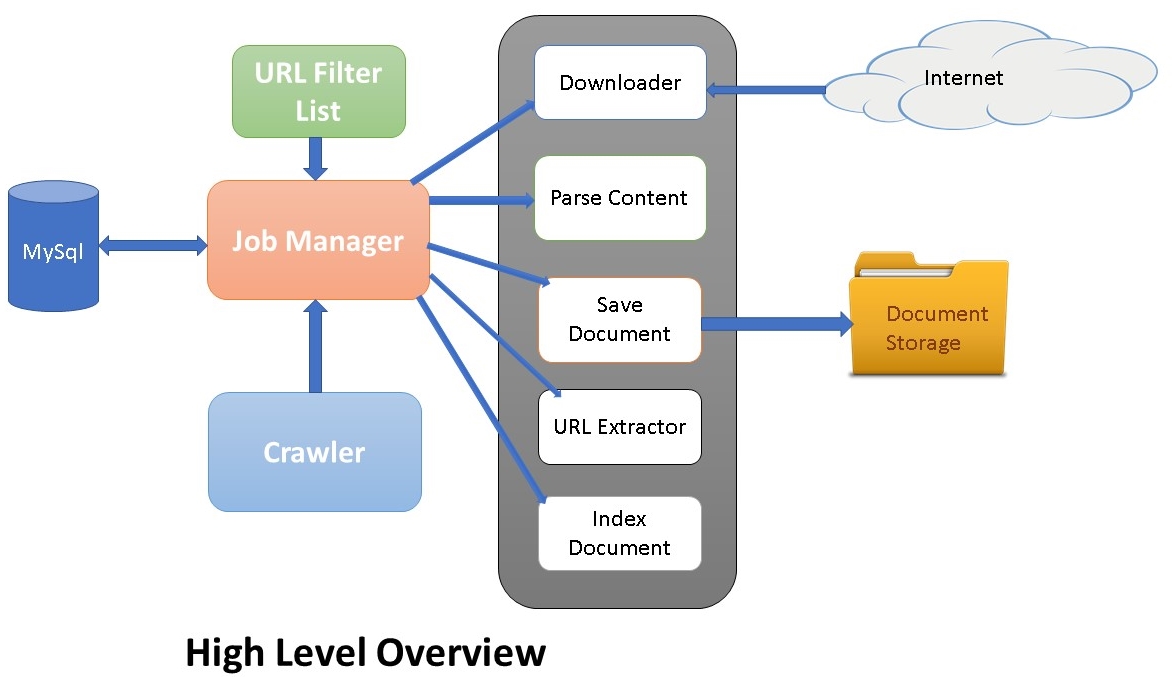 URL Filter
List
Downloader
Internet
Parse Content
MySql
Job Manager
Save
Document
Document
Storage
URL Extractor
Crawler
Index
Document
High Level Overview